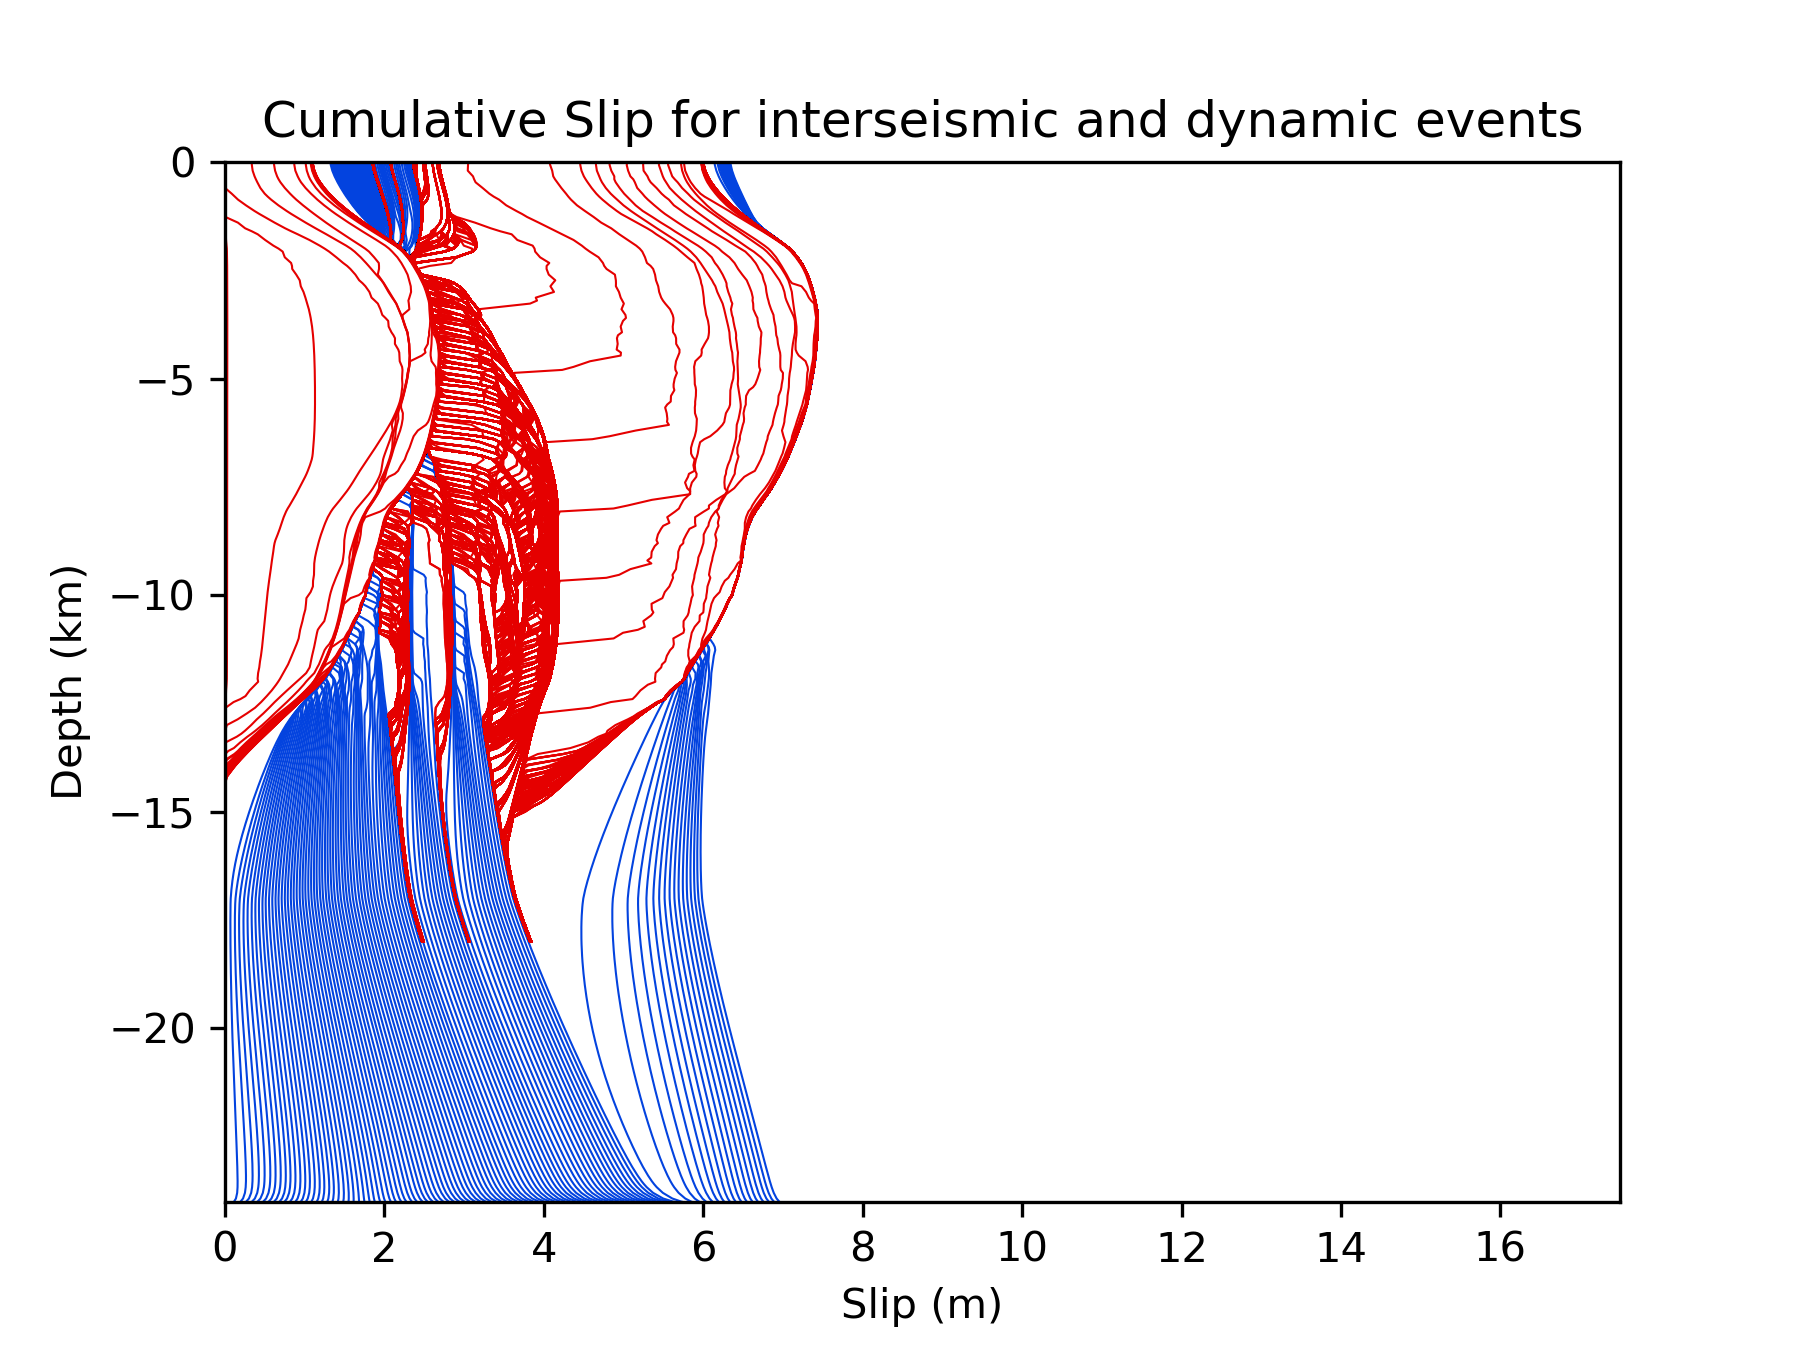 Cumulative Slip for interseismic and dynamic events
0
−5
−10
−15
−20
Depth (km)
0 2 4 6 8 10 12 14 16
Slip (m)